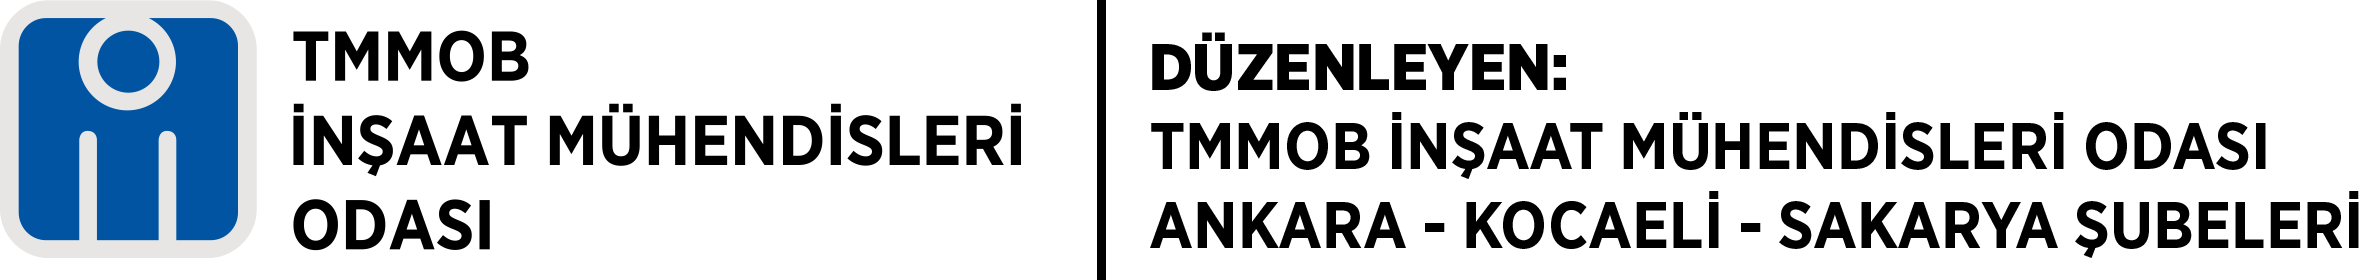 TMMOB
İNŞAAT MÜHENDİSLERİ
ODASI
DÜZENLEYEN:
TMMOB İNŞAAT MÜHENDİSLERİ ODASI
ANKARA - KOCAELİ - SAKARYA ŞUBELERİ